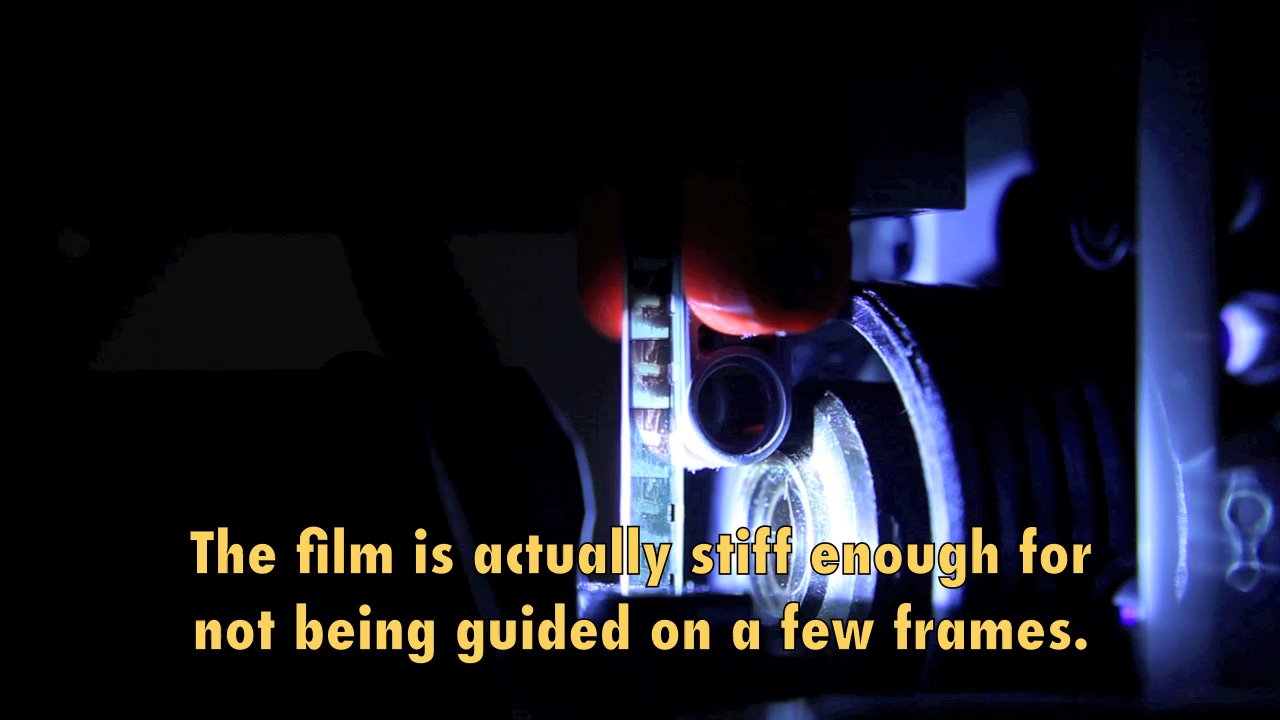 The film is actually stiff enough for
not being guided on a few frames.